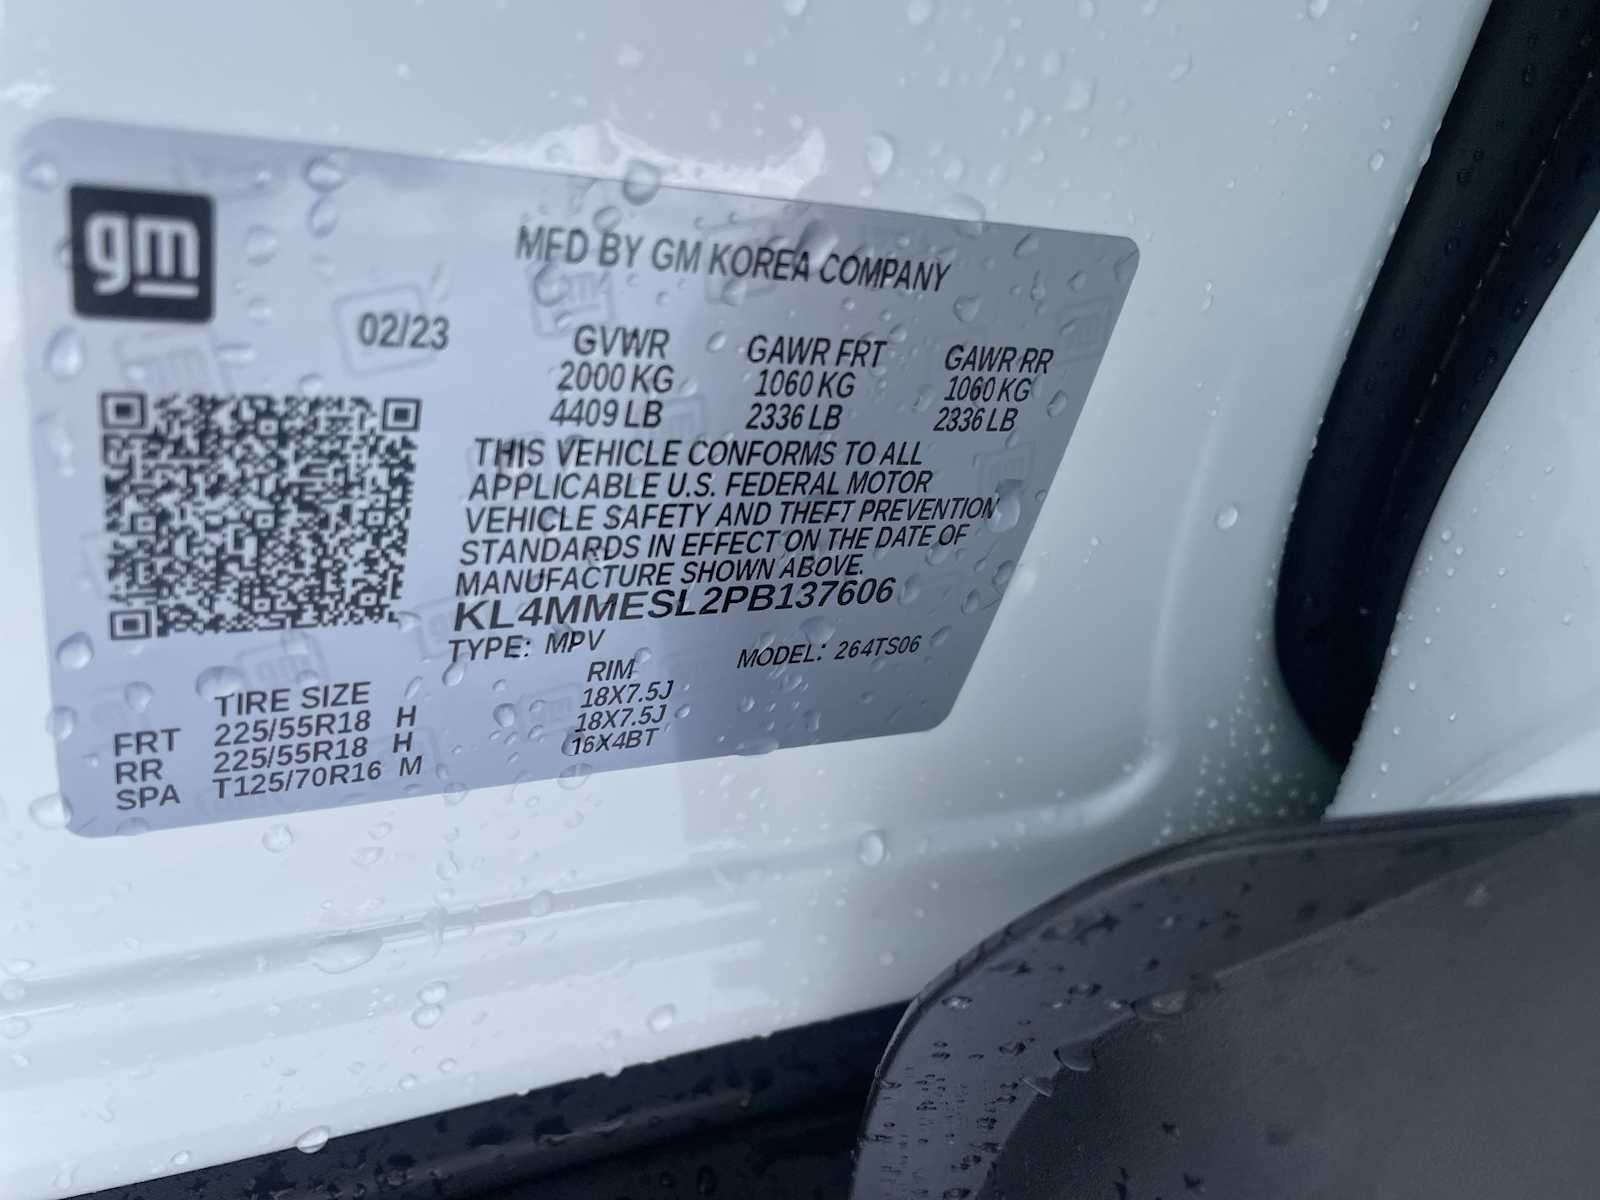 gm
MFD BY GM KOREA COMPANY
02/23
GVWR GAWR FRT GAWR RR
2000 KG 1060 KG 1060 KG
4409 LB 2336 LB 2336 LB
THIS VEHICLE CONFORMS TO ALL
APPLICABLE U.S. FEDERAL MOTOR
VEHICLE SAFETY AND THEFT PREVENTION
STANDARDS IN EFFECT ON THE DATE OF
MANUFACTURE SHOWN ABOVE.
KL4MMESL2PB137606
TYPE: MPV MODEL: 264TS06
TIRE SIZE RIM
FRT 225/55R18 H 18X7.5J
RR 225/55R18 H 18X7.5J
SPA T125/70R16 M 16X4BT